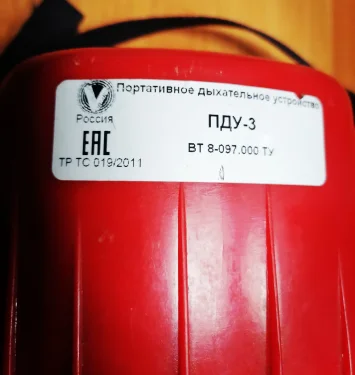 Портативное дыхательное устройство
Россия
ПДУ-3
EAC
ВТ 8-097.000 ТУ
ТР ТС 019/2011